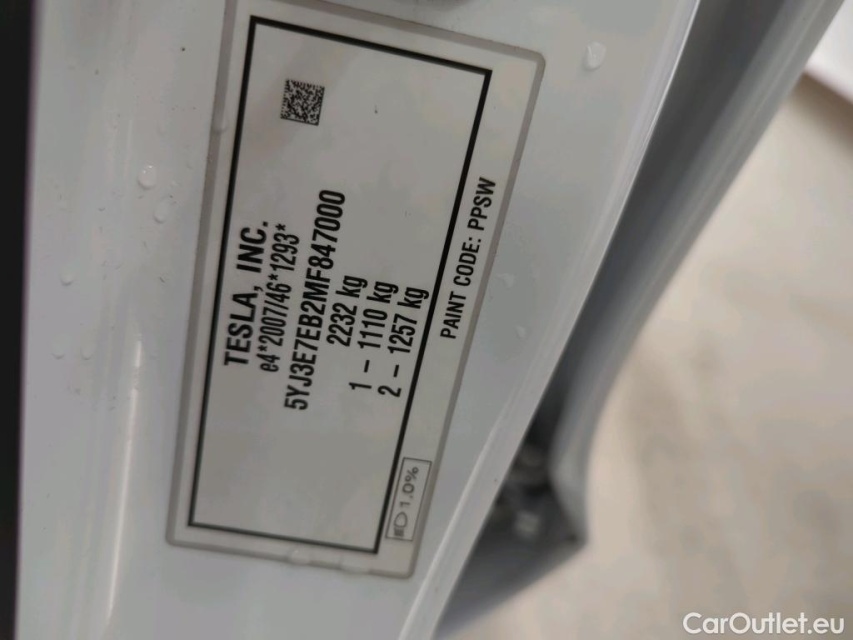 TESLA, INC.
e4*2007/46*1293*
5YJ3E7EB2MF847000
2232 kg
1 – 1110 kg
2 – 1257 kg
PAINT CODE: PPSW
1.0%
CarOutlet.eu